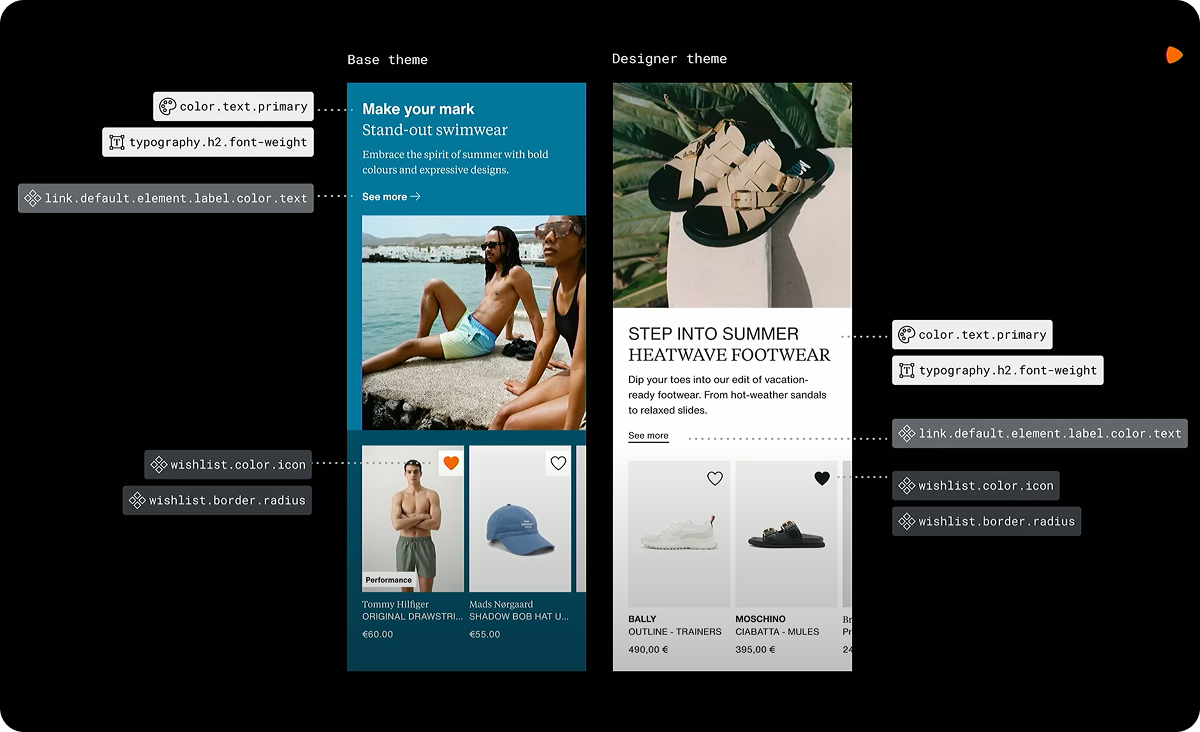 Base theme
Designer theme
color.text.primary
typography.h2.font-weight
link.default.element.label.color.text
wishlist.color.icon
wishlist.border.radius
Make your mark
Stand-out swimwear
Embrace the spirit of summer with bold
colours and expressive designs.
See more
Performance
Tommy Hilfiger
ORIGINAL DRAWSTRI...
€60.00
Mads Nørgaard
SHADOW BOB HAT U...
€55.00
STEP INTO SUMMER
HEATWAVE FOOTWEAR
Dip your toes into our edit of vacation-
ready footwear. From hot-weather sandals
to relaxed slides.
See more
BALLY
OUTLINE - TRAINERS
490,00 €
MOSCHINO
CIABATTA - MULES
395,00 €
Br
Pr
24
color.text.primary
typography.h2.font-weight
link.default.element.label.color.text
wishlist.color.icon
wishlist.border.radius